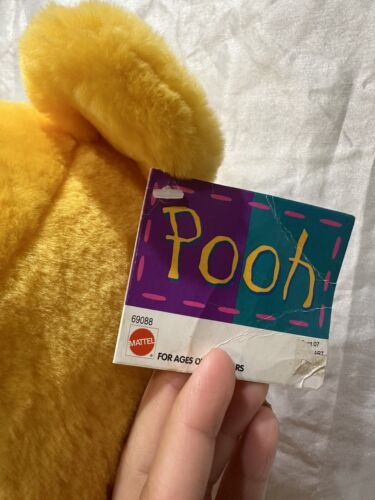 Pooh
69088
MATTEL
FOR AGES